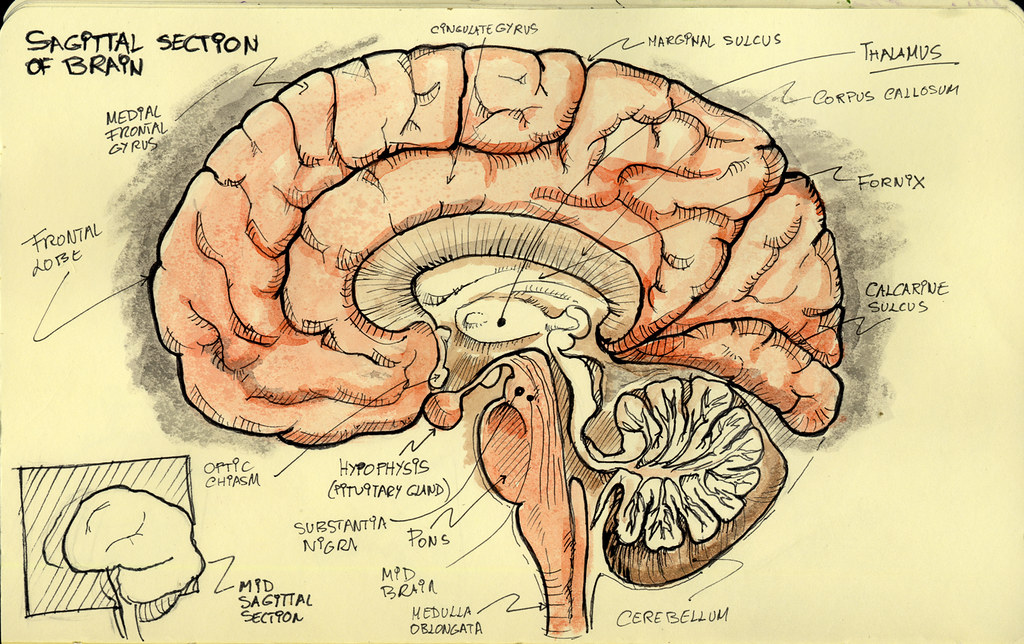 SAGITTAL SECTION
OF BRAIN
CINGULATE GYRUS
MARGINAL SULCUS
THALAMUS
CORPUS CALLOSUM
MEDIAL
FRONTAL
GYRUS
FORNIX
FRONTAL
LOBE
CALCARINE
SULCUS
OPTIC
CHIASM
HYPOPHYSIS
(PITUITARY GLAND)
SUBSTANTIA
NIGRA
PONS
MID
BRAIN
MEDULLA
OBLONGATA
CEREBELLUM
MID
SAGITTAL
SECTION